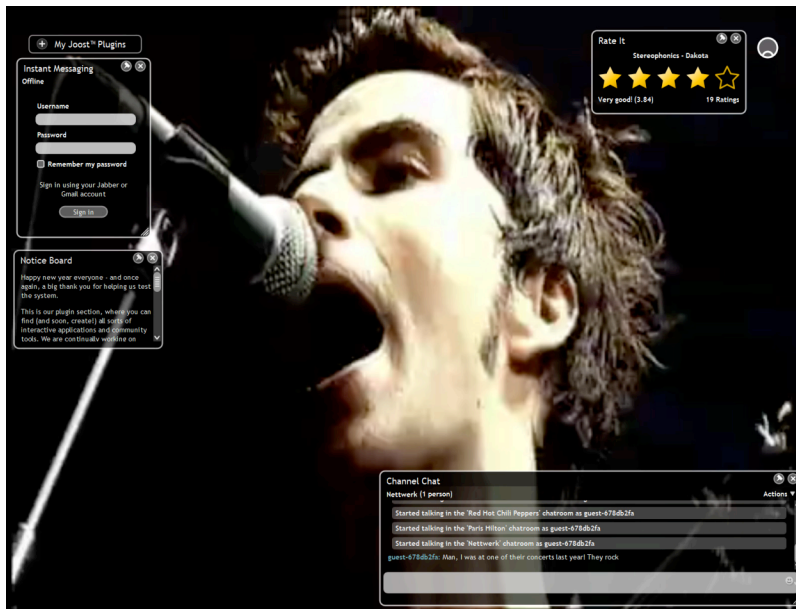 My Joost™ Plugins
Instant Messaging
Offline
Username
Password
Remember my password
Sign in using your Jabber or
Gmail account
Sign in
Notice Board
Happy new year everyone - and once
again, a big thank you for helping us test
the system.
This is our plugin section, where you can
find (and soon, create!) all sorts of
interactive applications and community
tools. We are continually working on
Rate It
Stereophonics - Dakota
Very good! (3.84) 19 Ratings
Channel Chat
Nettwerk (1 person) Actions
Started talking in the 'Red Hot Chili Peppers' chatroom as guest-678db2fa
Started talking in the 'Paris Hilton' chatroom as guest-678db2fa
Started talking in the 'Nettwerk' chatroom as guest-678db2fa
guest-678db2fa: Man, I was at one of their concerts last year! They rock